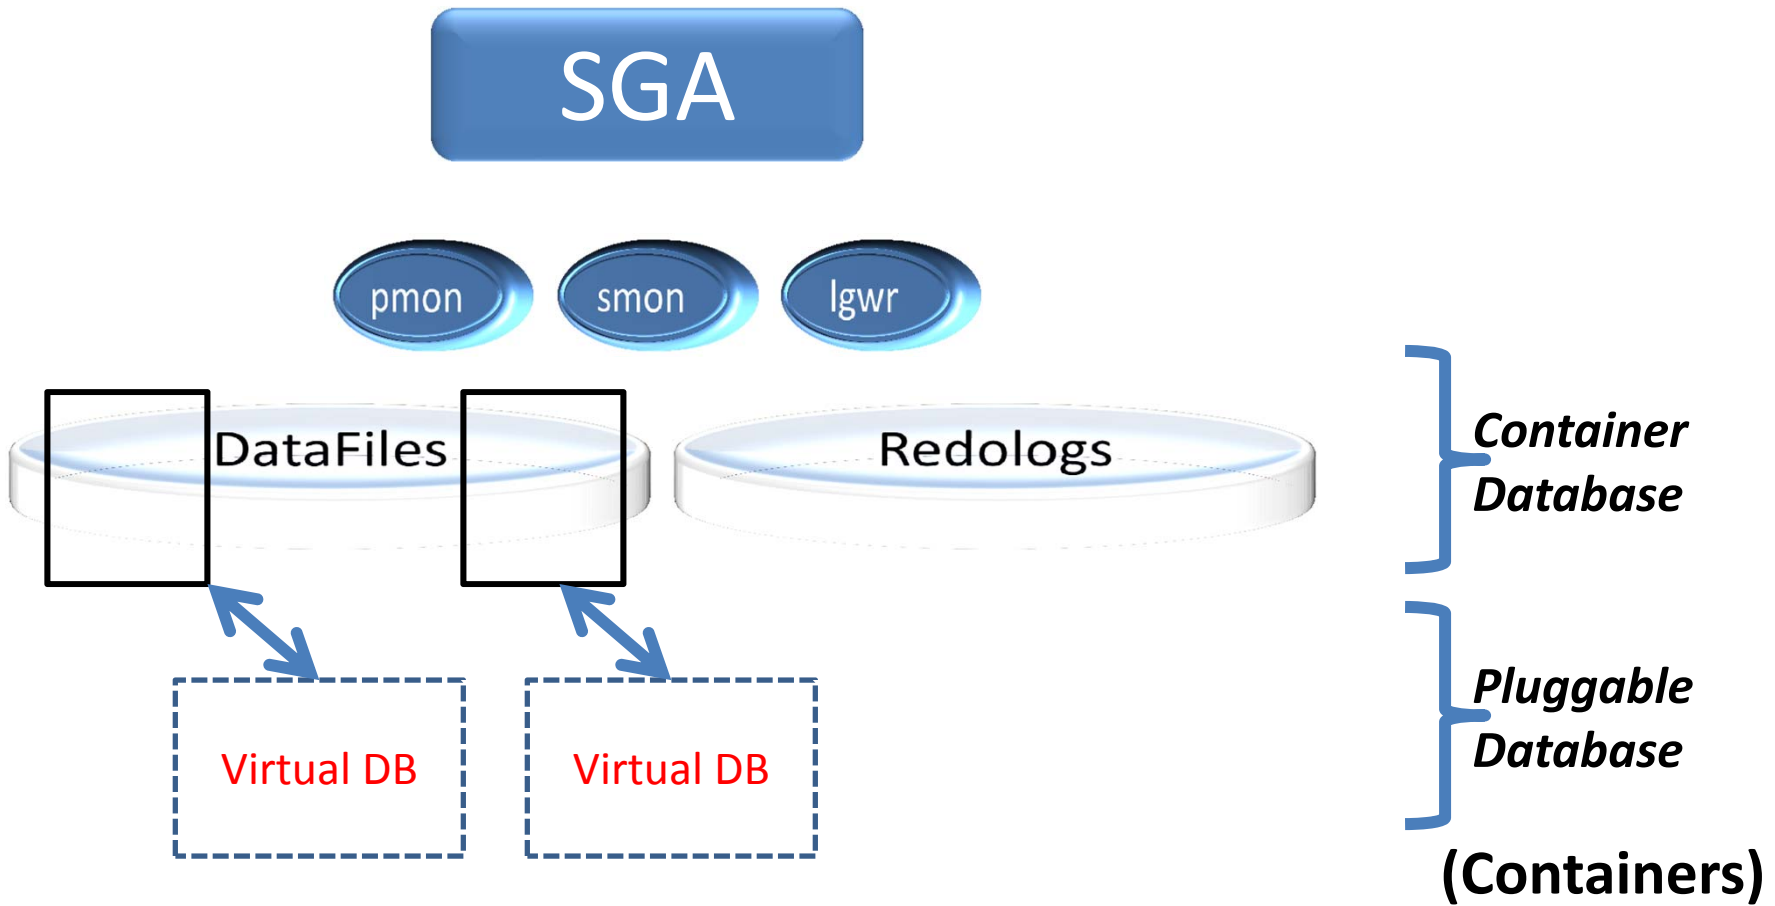 SGA
pmon
smon
lgwr
DataFiles
Redologs
Container
Database
Virtual DB
Virtual DB
Pluggable
Database
(Containers)